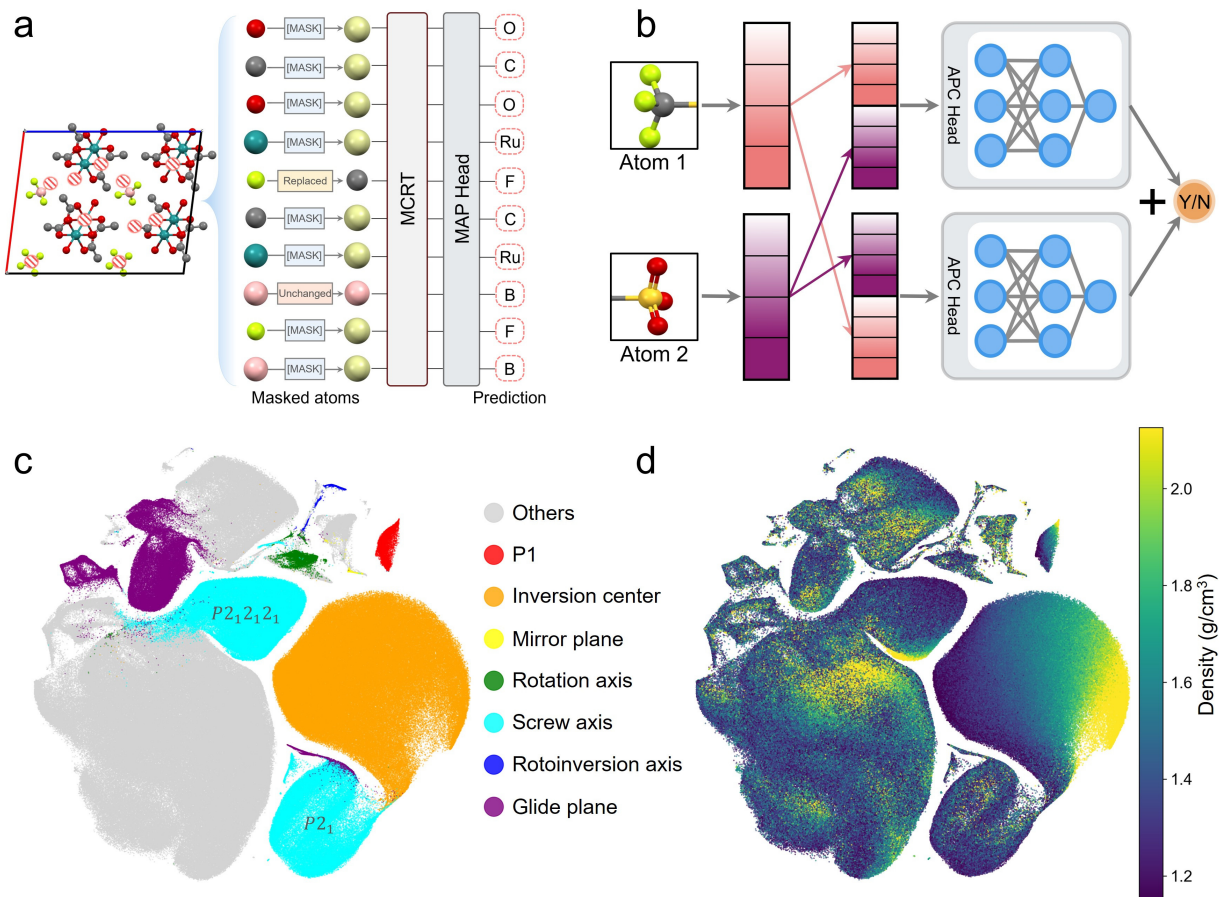 a
[MASK] O
[MASK] C
[MASK] O
[MASK] Ru
Replaced F
[MASK] C
[MASK] Ru
Unchanged B
[MASK] F
[MASK] B
MCRT
MAP Head
Masked atoms
Prediction
b
Atom 1
Atom 2
APC Head
APC Head
+
Y/N
c
P2₁2₁2₁
P2₁
Others
P1
Inversion center
Mirror plane
Rotation axis
Screw axis
Rotoinversion axis
Glide plane
d
2.0
1.8
1.6
1.4
1.2
Density (g/cm³)